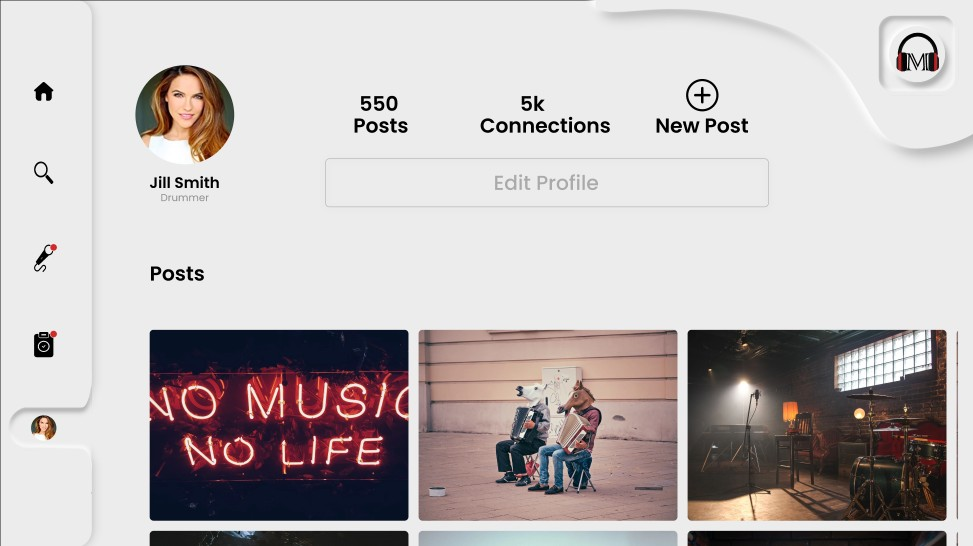 M
550
Posts
5k
Connections
New Post
Edit Profile
Jill Smith
Drummer
Posts
NO MUSIC
NO LIFE